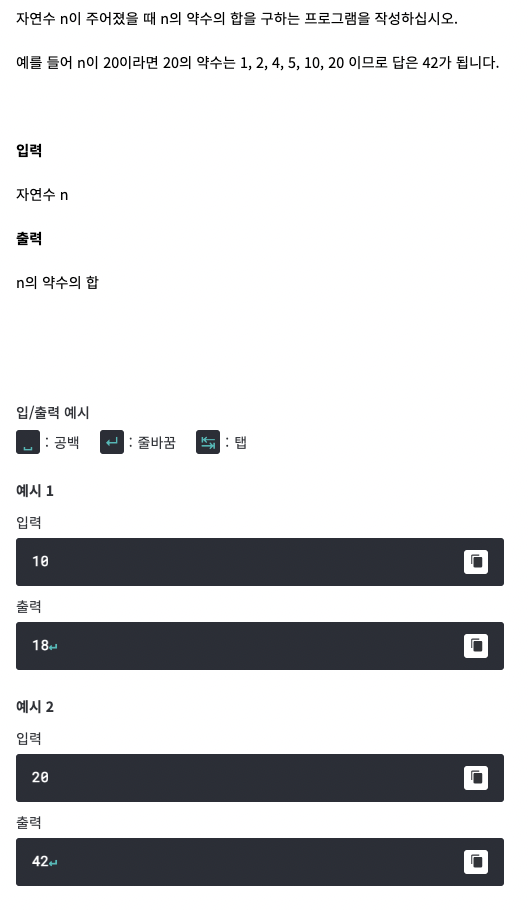 자연수 n이 주어졌을 때 n의 약수의 합을 구하는 프로그램을 작성하십시오.
예를 들어 n이 20이라면 20의 약수는 1, 2, 4, 5, 10, 20 이므로 답은 42가 됩니다.
입력
자연수 n
출력
n의 약수의 합
입/출력 예시
␣ : 공백 ↵ : 줄바꿈 ↹ : 탭
예시 1
입력
10
출력
18↵
예시 2
입력
20
출력
42↵